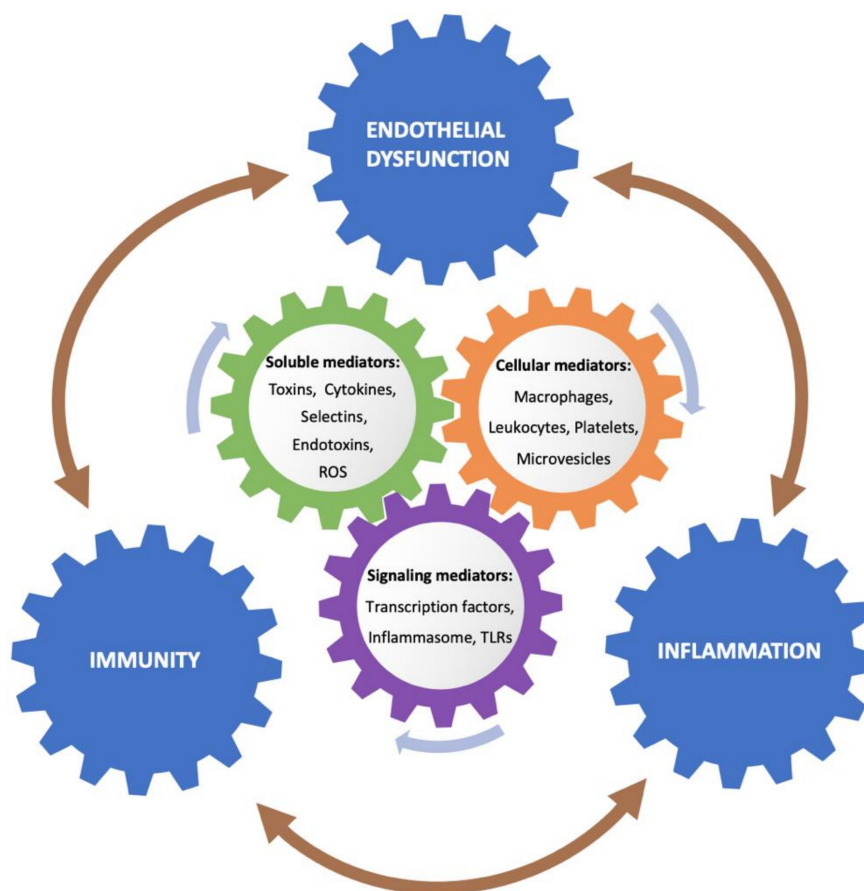 ENDOTHELIAL
DYSFUNCTION
Soluble mediators:
Toxins, Cytokines,
Selectins,
Endotoxins,
ROS
Cellular mediators:
Macrophages,
Leukocytes, Platelets,
Microvesicles
Signaling mediators:
Transcription factors,
Inflammasome, TLRs
IMMUNITY
INFLAMMATION